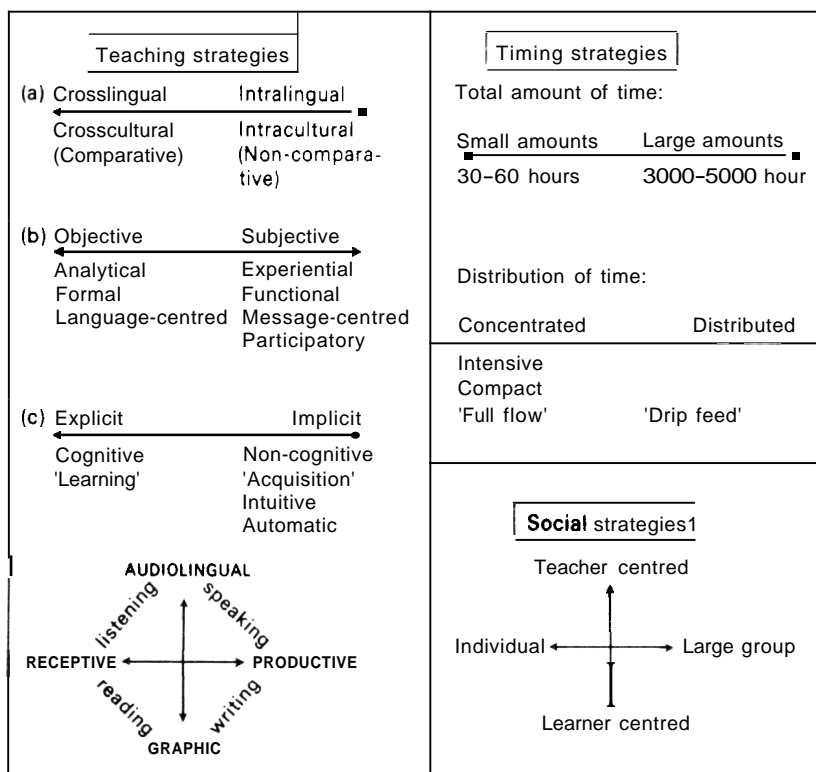 Teaching strategies
(a) Crosslingual Intralingual
Crosscultural Intracultural
(Comparative) (Non-compara-
tive)
(b) Objective Subjective
Analytical Experiential
Formal Functional
Language-centred Message-centred
Participatory
(c) Explicit Implicit
Cognitive Non-cognitive
'Learning' 'Acquisition'
Intuitive
Automatic
AUDIOLINGUAL
listening speaking
RECEPTIVE PRODUCTIVE
reading writing
GRAPHIC
Timing strategies
Total amount of time:
Small amounts Large amounts
30-60 hours 3000-5000 hour
Distribution of time:
Concentrated Distributed
Intensive
Compact
'Full flow' 'Drip feed'
Social strategies1
Teacher centred
Individual Large group
Learner centred